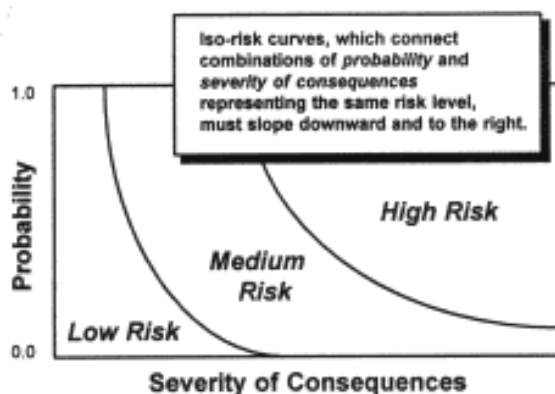 Iso-risk curves, which connect
combinations of probability and
severity of consequences
representing the same risk level,
must slope downward and to the right.
1.0
Probability
High Risk
Medium
Risk
Low Risk
0.0
Severity of Consequences